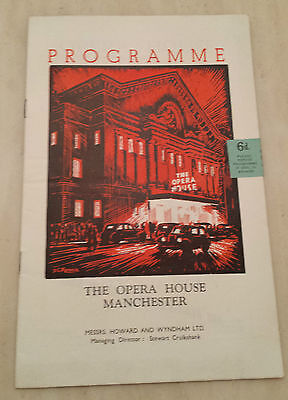 PROGRAMME
THE
OPERA
HOUSE
6d.
THE OPERA HOUSE
MANCHESTER
MESSRS. HOWARD AND WYNDHAM LTD.
Managing Director : Stewart Cruikshank